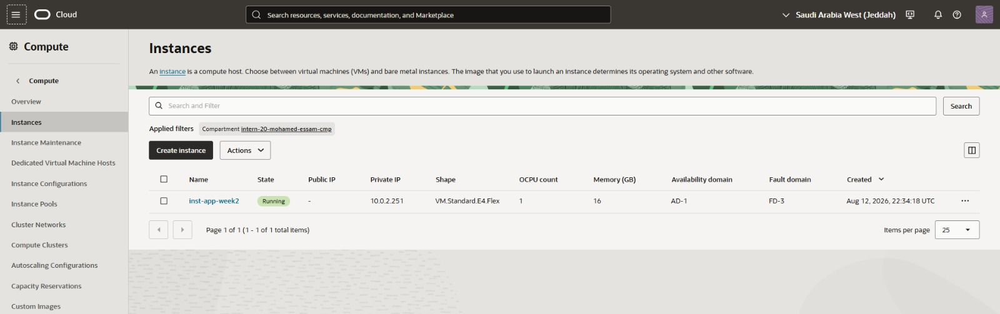 Cloud
Search resources, services, documentation, and Marketplace
Saudi Arabia West (Jeddah)
Compute
Compute
Overview
Instances
Instance Maintenance
Dedicated Virtual Machine Hosts
Instance Configurations
Instance Pools
Cluster Networks
Compute Clusters
Autoscaling Configurations
Capacity Reservations
Custom Images
Instances
An instance is a compute host. Choose between virtual machines (VMs) and bare metal instances. The image that you use to launch an instance determines its operating system and other software.
Search and Filter
Search
Applied filters Compartment intern-20-mohamed-essam-cmp
Create instance Actions
Name State Public IP Private IP Shape OCPU count Memory (GB) Availability domain Fault domain Created
inst-app-week2 Running - 10.0.2.251 VM.Standard.E4.Flex 1 16 AD-1 FD-3 Aug 12, 2026, 22:34:18 UTC
Page 1 of 1 (1 - 1 of 1 total items) Items per page 25